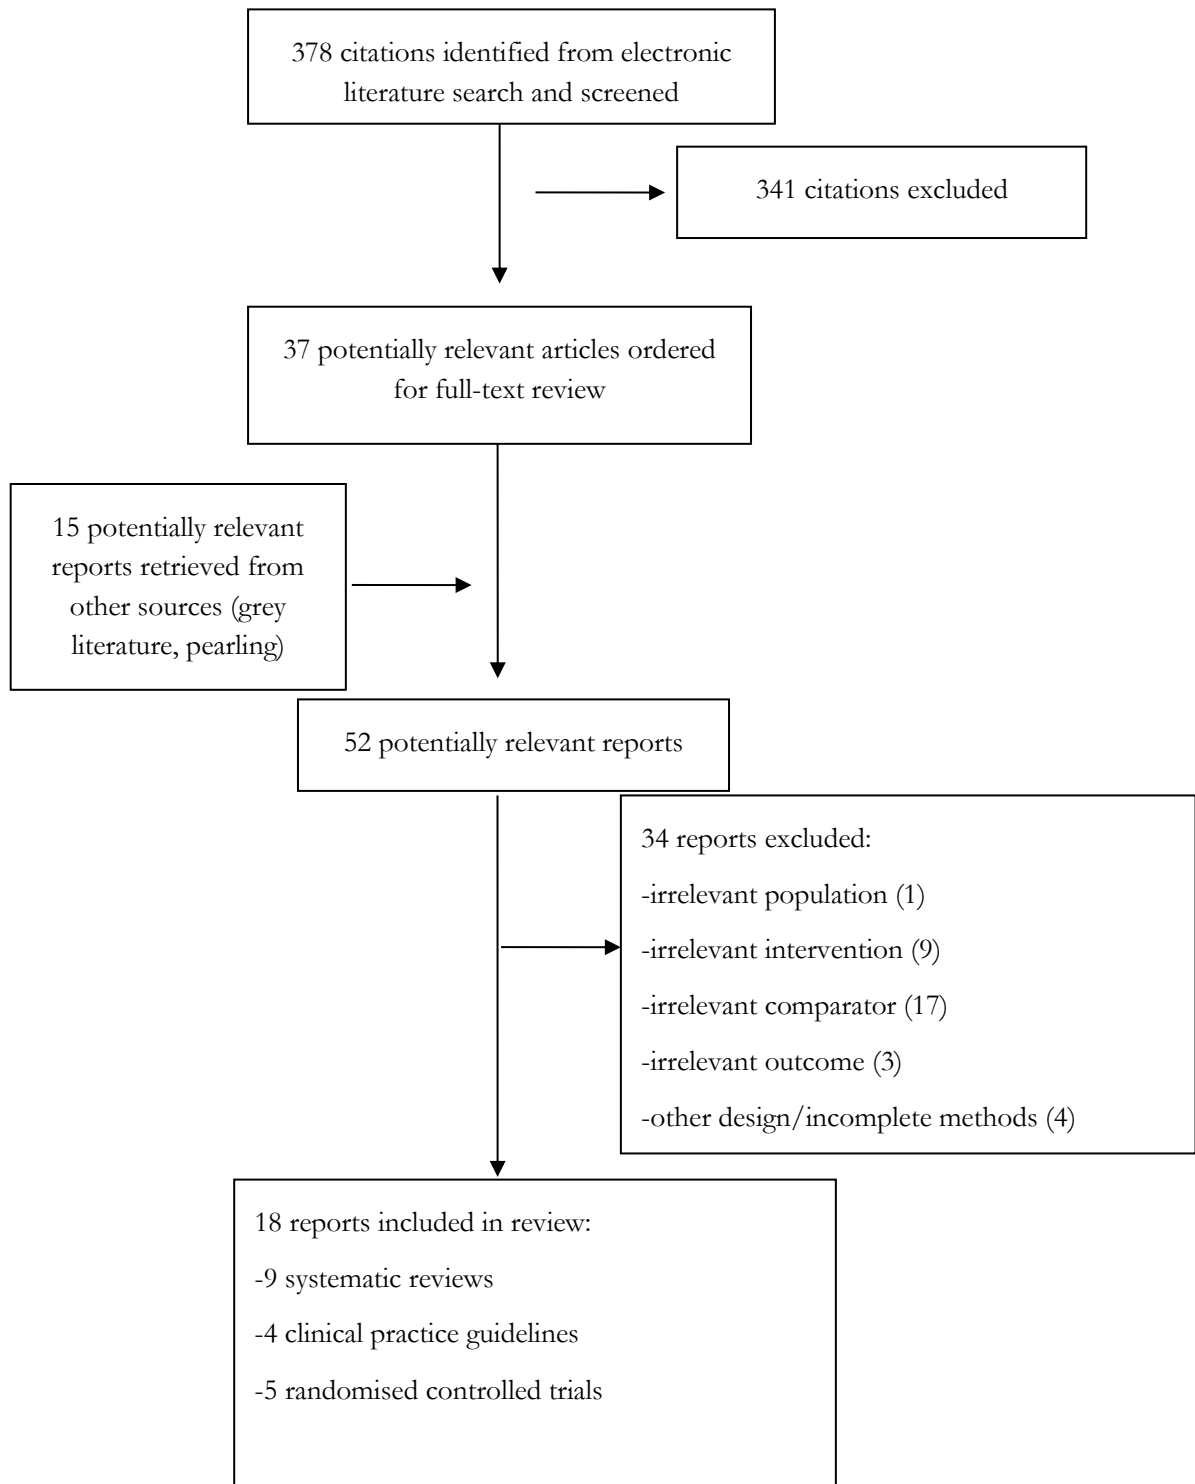 378 citations identified from electronic
literature search and screened
341 citations excluded
37 potentially relevant articles ordered
for full-text review
15 potentially relevant
reports retrieved from
other sources (grey
literature, pearling)
52 potentially relevant reports
34 reports excluded:
-irrelevant population (1)
-irrelevant intervention (9)
-irrelevant comparator (17)
-irrelevant outcome (3)
-other design/incomplete methods (4)
18 reports included in review:
-9 systematic reviews
-4 clinical practice guidelines
-5 randomised controlled trials